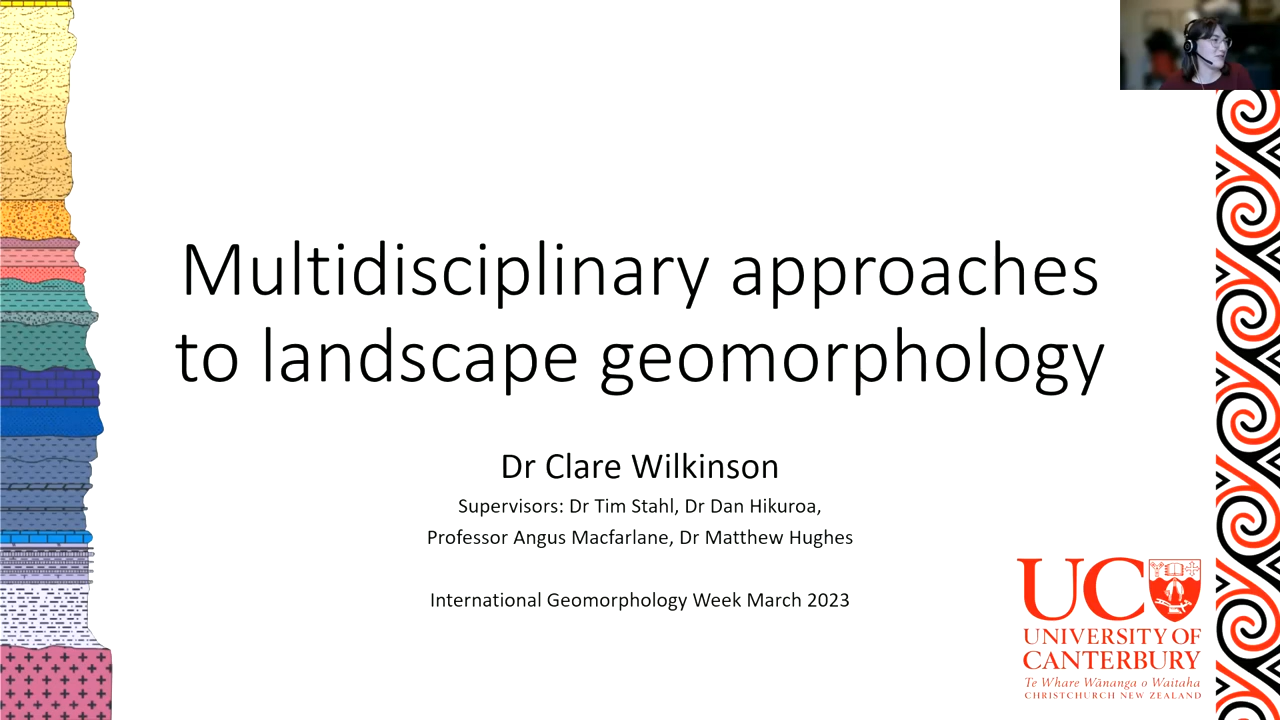 Multidisciplinary approaches
to landscape geomorphology
Dr Clare Wilkinson
Supervisors: Dr Tim Stahl, Dr Dan Hikuroa,
Professor Angus Macfarlane, Dr Matthew Hughes
International Geomorphology Week March 2023
UC
UNIVERSITY OF
CANTERBURY
Te Whare Wānanga o Waitaha
CHRISTCHURCH NEW ZEALAND